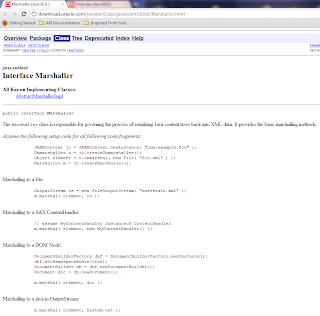 Marshaller (Java EE 6 )
download.oracle.com/javaee/6/api/javax/xml/bind/Marshaller.html
Getting Started API Documentation Imported From Firef...
Overview Package Class Tree Deprecated Index Help
PREV CLASS NEXT CLASS
SUMMARY: NESTED | FIELD | CONSTR | METHOD
javax.xml.bind
Interface Marshaller
All Known Implementing Classes:
AbstractMarshallerImpl
public interface Marshaller
The Marshaller class is responsible for governing the process of serializing Java content trees back into XML data. It provides the basic marshalling methods:
Assume the following setup code for all following code fragments:
JAXBContext jc = JAXBContext.newInstance( "com.acme.foo" );
Unmarshaller u = jc.createUnmarshaller();
Object element = u.unmarshal( new File( "foo.xml" ) );
Marshaller m = jc.createMarshaller();
Marshalling to a File:
OutputStream os = new FileOutputStream( "nosferatu.xml" );
m.marshal( element, os );
Marshalling to a SAX ContentHandler:
// assume MyContentHandler instanceof ContentHandler
m.marshal( element, new MyContentHandler() );
Marshalling to a DOM Node:
DocumentBuilderFactory dbf = DocumentBuilderFactory.newInstance();
dbf.setNamespaceAware(true);
DocumentBuilder db = dbf.newDocumentBuilder();
Document doc = db.newDocument();
m.marshal( element, doc );
Marshalling to a java.io.OutputStream:
m.marshal( element, System.out );